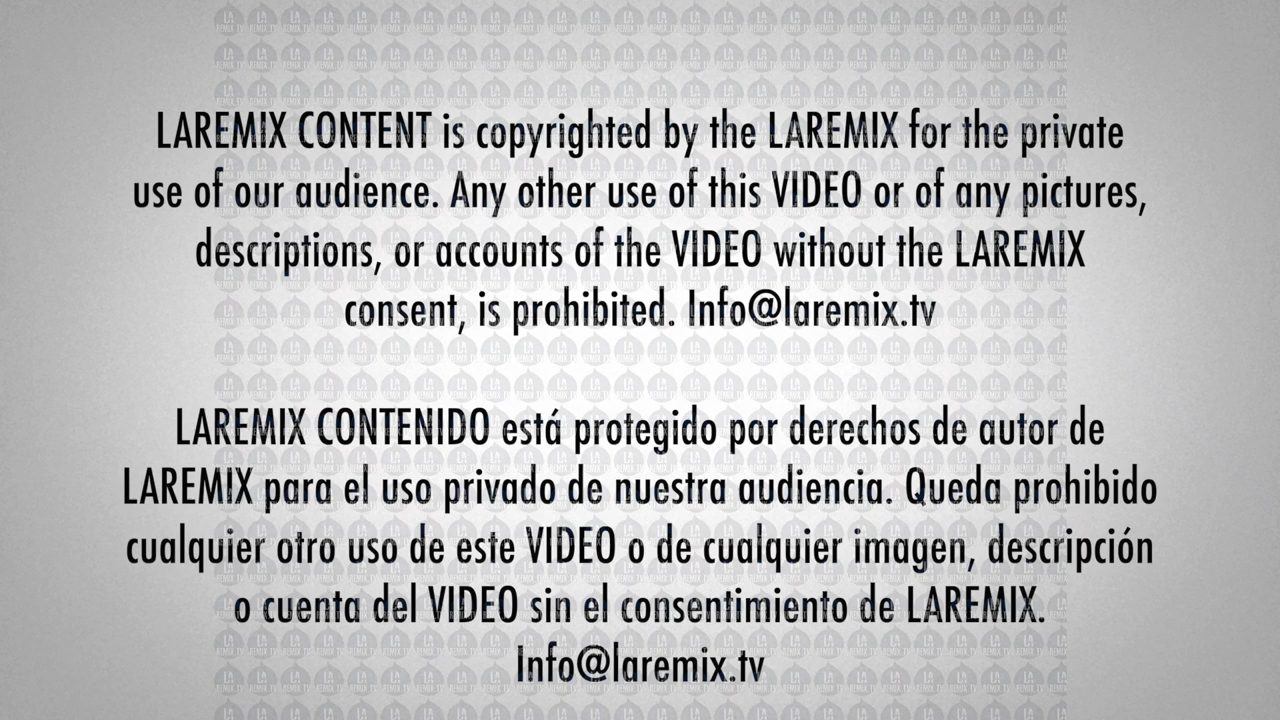 LAREMIX CONTENT is copyrighted by the LAREMIX for the private
use of our audience. Any other use of this VIDEO or of any pictures,
descriptions, or accounts of the VIDEO without the LAREMIX
consent, is prohibited. Info@laremix.tv
LAREMIX CONTENIDO está protegido por derechos de autor de
LAREMIX para el uso privado de nuestra audiencia. Queda prohibido
cualquier otro uso de este VIDEO o de cualquier imagen, descripción
o cuenta del VIDEO sin el consentimiento de LAREMIX.
Info@laremix.tv